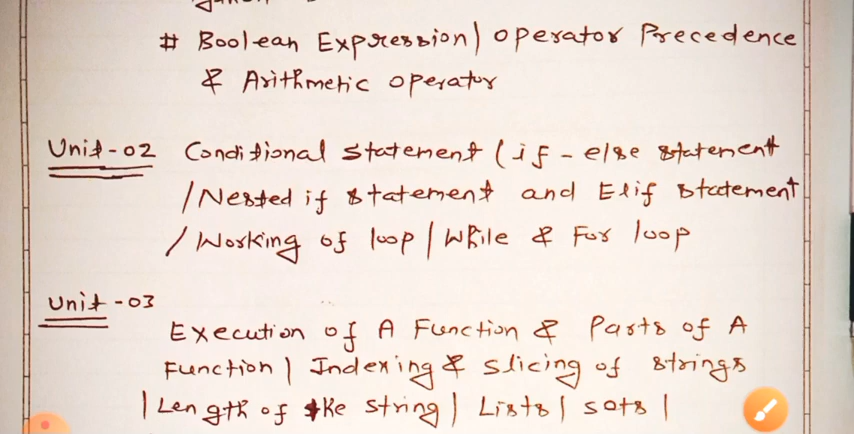 # Boolean Expression | operator Precedence
& Arithmetic operator
Unit-02 Conditional Statement (if - else statement
/ Nested if statement and Elif statement
/ Working of loop | While & For loop
Unit-03
Execution of A Function & Parts of A
Function | Indexing & Slicing of strings
| Length of the string | Lists | sets |